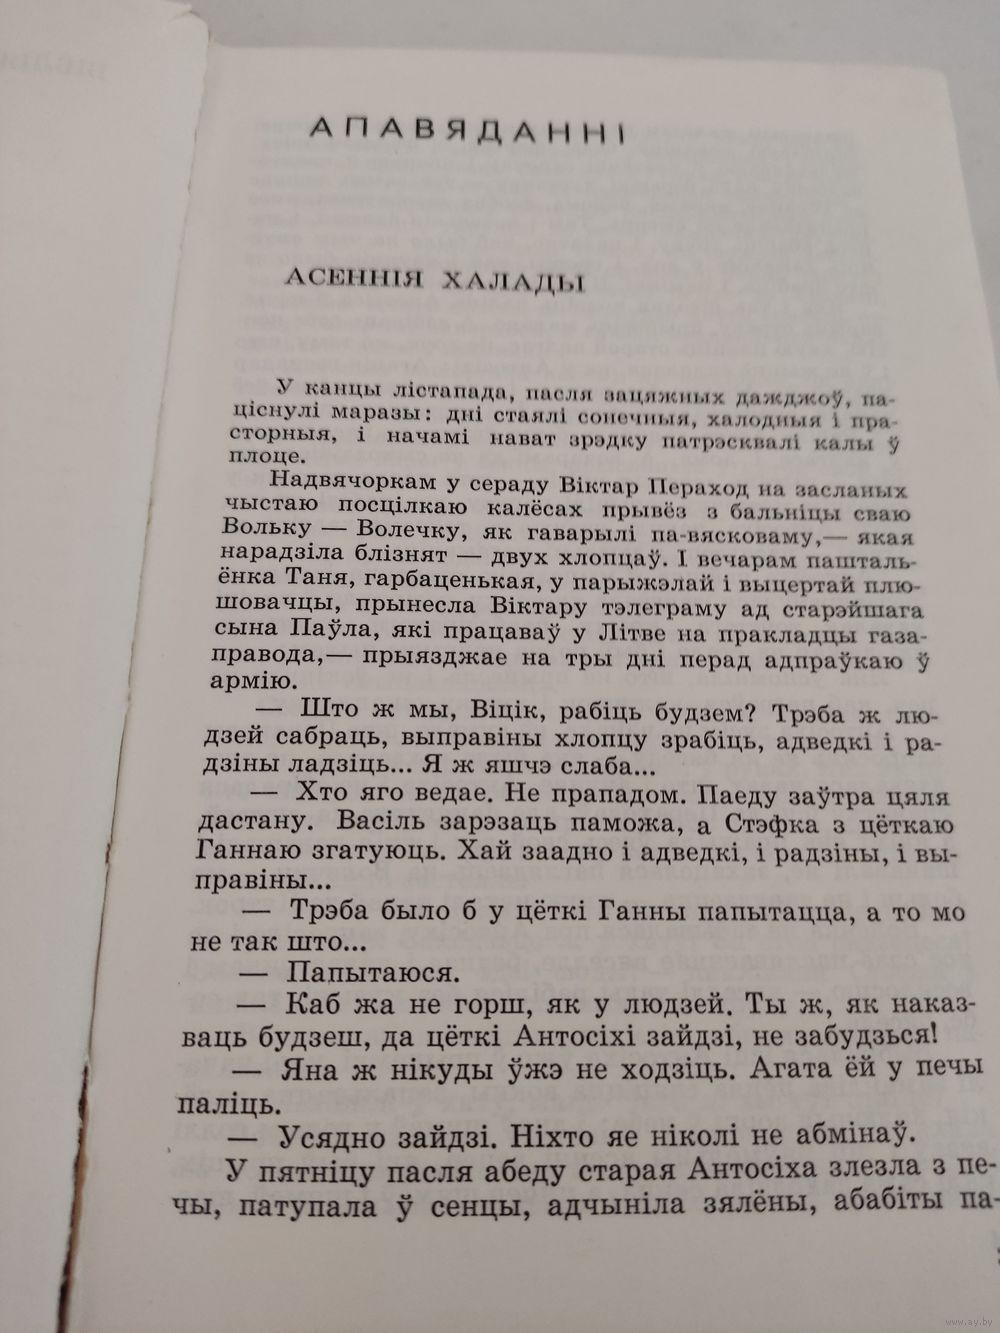 АПАВЯДАННІ
АСЕННІЯ ХАЛАДЫ
У канцы лістапада, пасля зацяжных дажджоў, па-
ціснулі маразы: дні стаялі сонечныя, халодныя і пра-
сторныя, і начамі нават зрэдку патрэсквалі калы ў
плоце.
Надвячоркам у сераду Віктар Пераход на засланых
чыстаю посцілкаю калёсах прывёз з бальніцы сваю
Вольку — Волечку, як гаварылі па-вясковаму,— якая
нарадзіла блізнят — двух хлопцаў. І вечарам пашталь-
ёнка Таня, гарбаценькая, у парыжэлай і выцертай плю-
шовачцы, прынесла Віктару тэлеграму ад старэйшага
сына Паўла, які працаваў у Літве на пракладцы газа-
правода,— прыязджае на тры дні перад адпраўкаю ў
армію.
— Што ж мы, Віцік, рабіць будзем? Трэба ж лю-
дзей сабраць, выправіны хлопцу зрабіць, адведкі і ра-
дзіны ладзіць... Я ж яшчэ слаба...
— Хто яго ведае. Не прападом. Паеду заўтра цяля
дастану. Васіль зарэзаць паможа, а Стэфка з цёткаю
Ганнаю згатуюць. Хай заадно і адведкі, і радзіны, і вы-
правіны...
— Трэба было б у цёткі Ганны папытацца, а то мо
не так што...
— Папытаюся.
— Каб жа не горш, як у людзей. Ты ж, як наказ-
ваць будзеш, да цёткі Антосіхі зайдзі, не забудзься!
— Яна ж нікуды ўжэ не ходзіць. Агата ёй у печы
паліць.
— Усядно зайдзі. Ніхто яе ніколі не абмінаў.
У пятніцу пасля абеду старая Антосіха злезла з пе-
чы, патупала ў сенцы, адчыніла зялёны, абабіты па-
www.ay.by